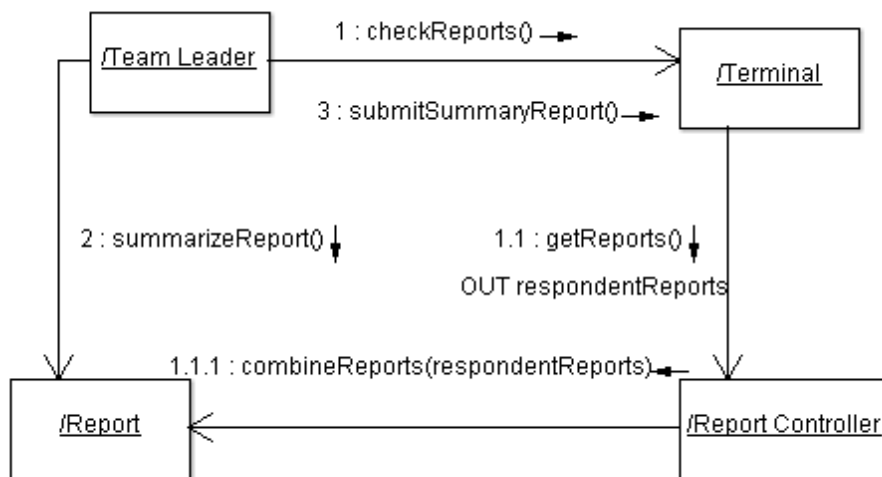 1 : checkReports()
/Team Leader
/Terminal
3 : submitSummaryReport()
2 : summarizeReport()
1.1 : getReports()
OUT respondentReports
1.1.1 : combineReports(respondentReports)
/Report
/Report Controller